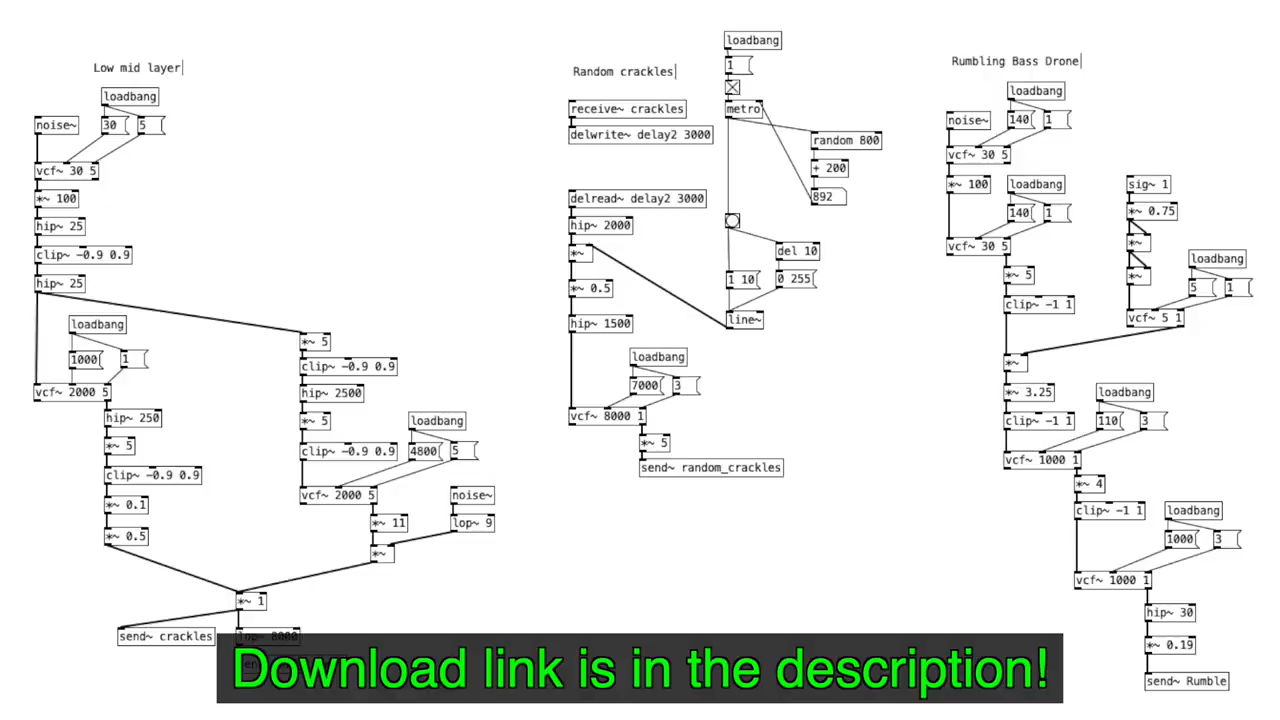 Low mid layer
loadbang
30
5
noise~
vcf~ 30 5
*~ 100
hip~ 25
clip~ -0.9 0.9
hip~ 25
loadbang
1000
1
vcf~ 2000 5
hip~ 250
*~ 5
clip~ -0.9 0.9
*~ 0.1
*~ 0.5
*~ 5
clip~ -0.9 0.9
hip~ 2500
*~ 5
clip~ -0.9 0.9
loadbang
4800
5
vcf~ 2000 5
*~ 11
noise~
lop~ 9
*~
*~ 1
send~ crackles
lop~ 8000
Random crackles
receive~ crackles
delwrite~ delay2 3000
delread~ delay2 3000
hip~ 2000
*~
*~ 0.5
hip~ 1500
loadbang
7000
3
vcf~ 8000 1
*~ 5
send~ random_crackles
loadbang
1
metro
random 800
+ 200
892
del 10
1 10
0 255
line~
Rumbling Bass Drone
loadbang
140
1
noise~
vcf~ 30 5
*~ 100
loadbang
140
1
vcf~ 30 5
*~ 5
clip~ -1 1
sig~ 1
*~ 0.75
*~
*~
loadbang
5
1
vcf~ 5 1
*~
*~ 3.25
clip~ -1 1
loadbang
110
3
vcf~ 1000 1
*~ 4
clip~ -1 1
loadbang
1000
3
vcf~ 1000 1
hip~ 30
*~ 0.19
send~ Rumble
Download link is in the description!